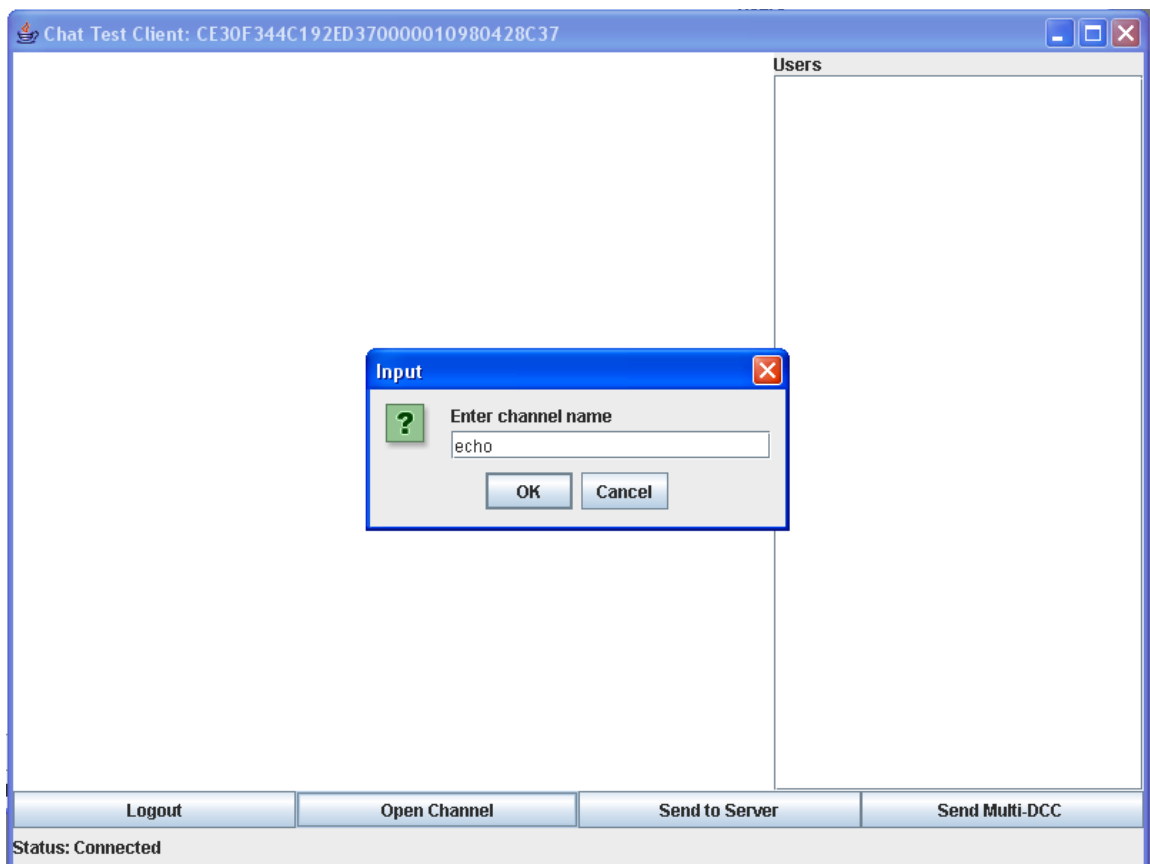 Chat Test Client: CE30F344C192ED370000010980428C37
Users
Input
?
Enter channel name
echo
OK Cancel
Logout Open Channel Send to Server Send Multi-DCC
Status: Connected